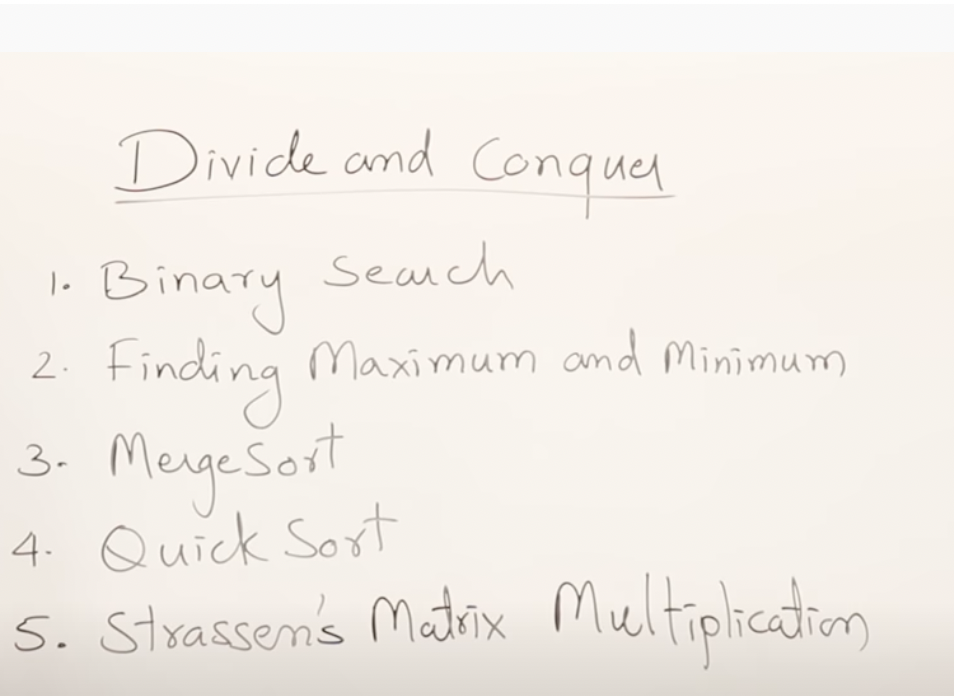 Divide and Conquer
1. Binary Search
2. Finding Maximum and Minimum
3. MergeSort
4. Quick Sort
5. Strassen's Matrix Multiplication